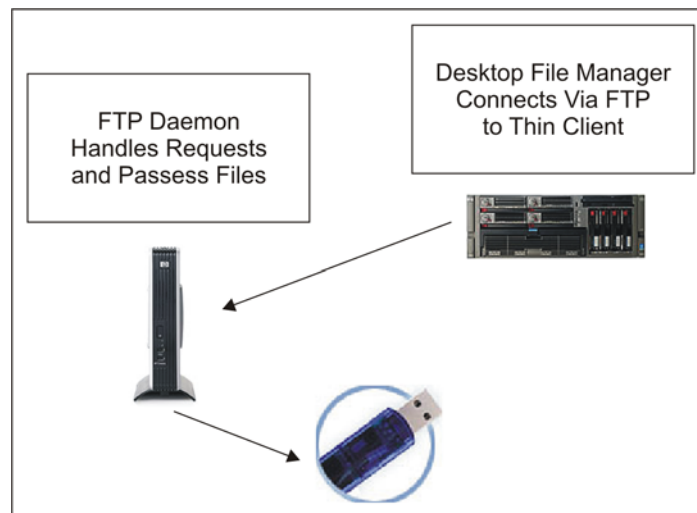 FTP Daemon
Handles Requests
and Passess Files
Desktop File Manager
Connects Via FTP
to Thin Client